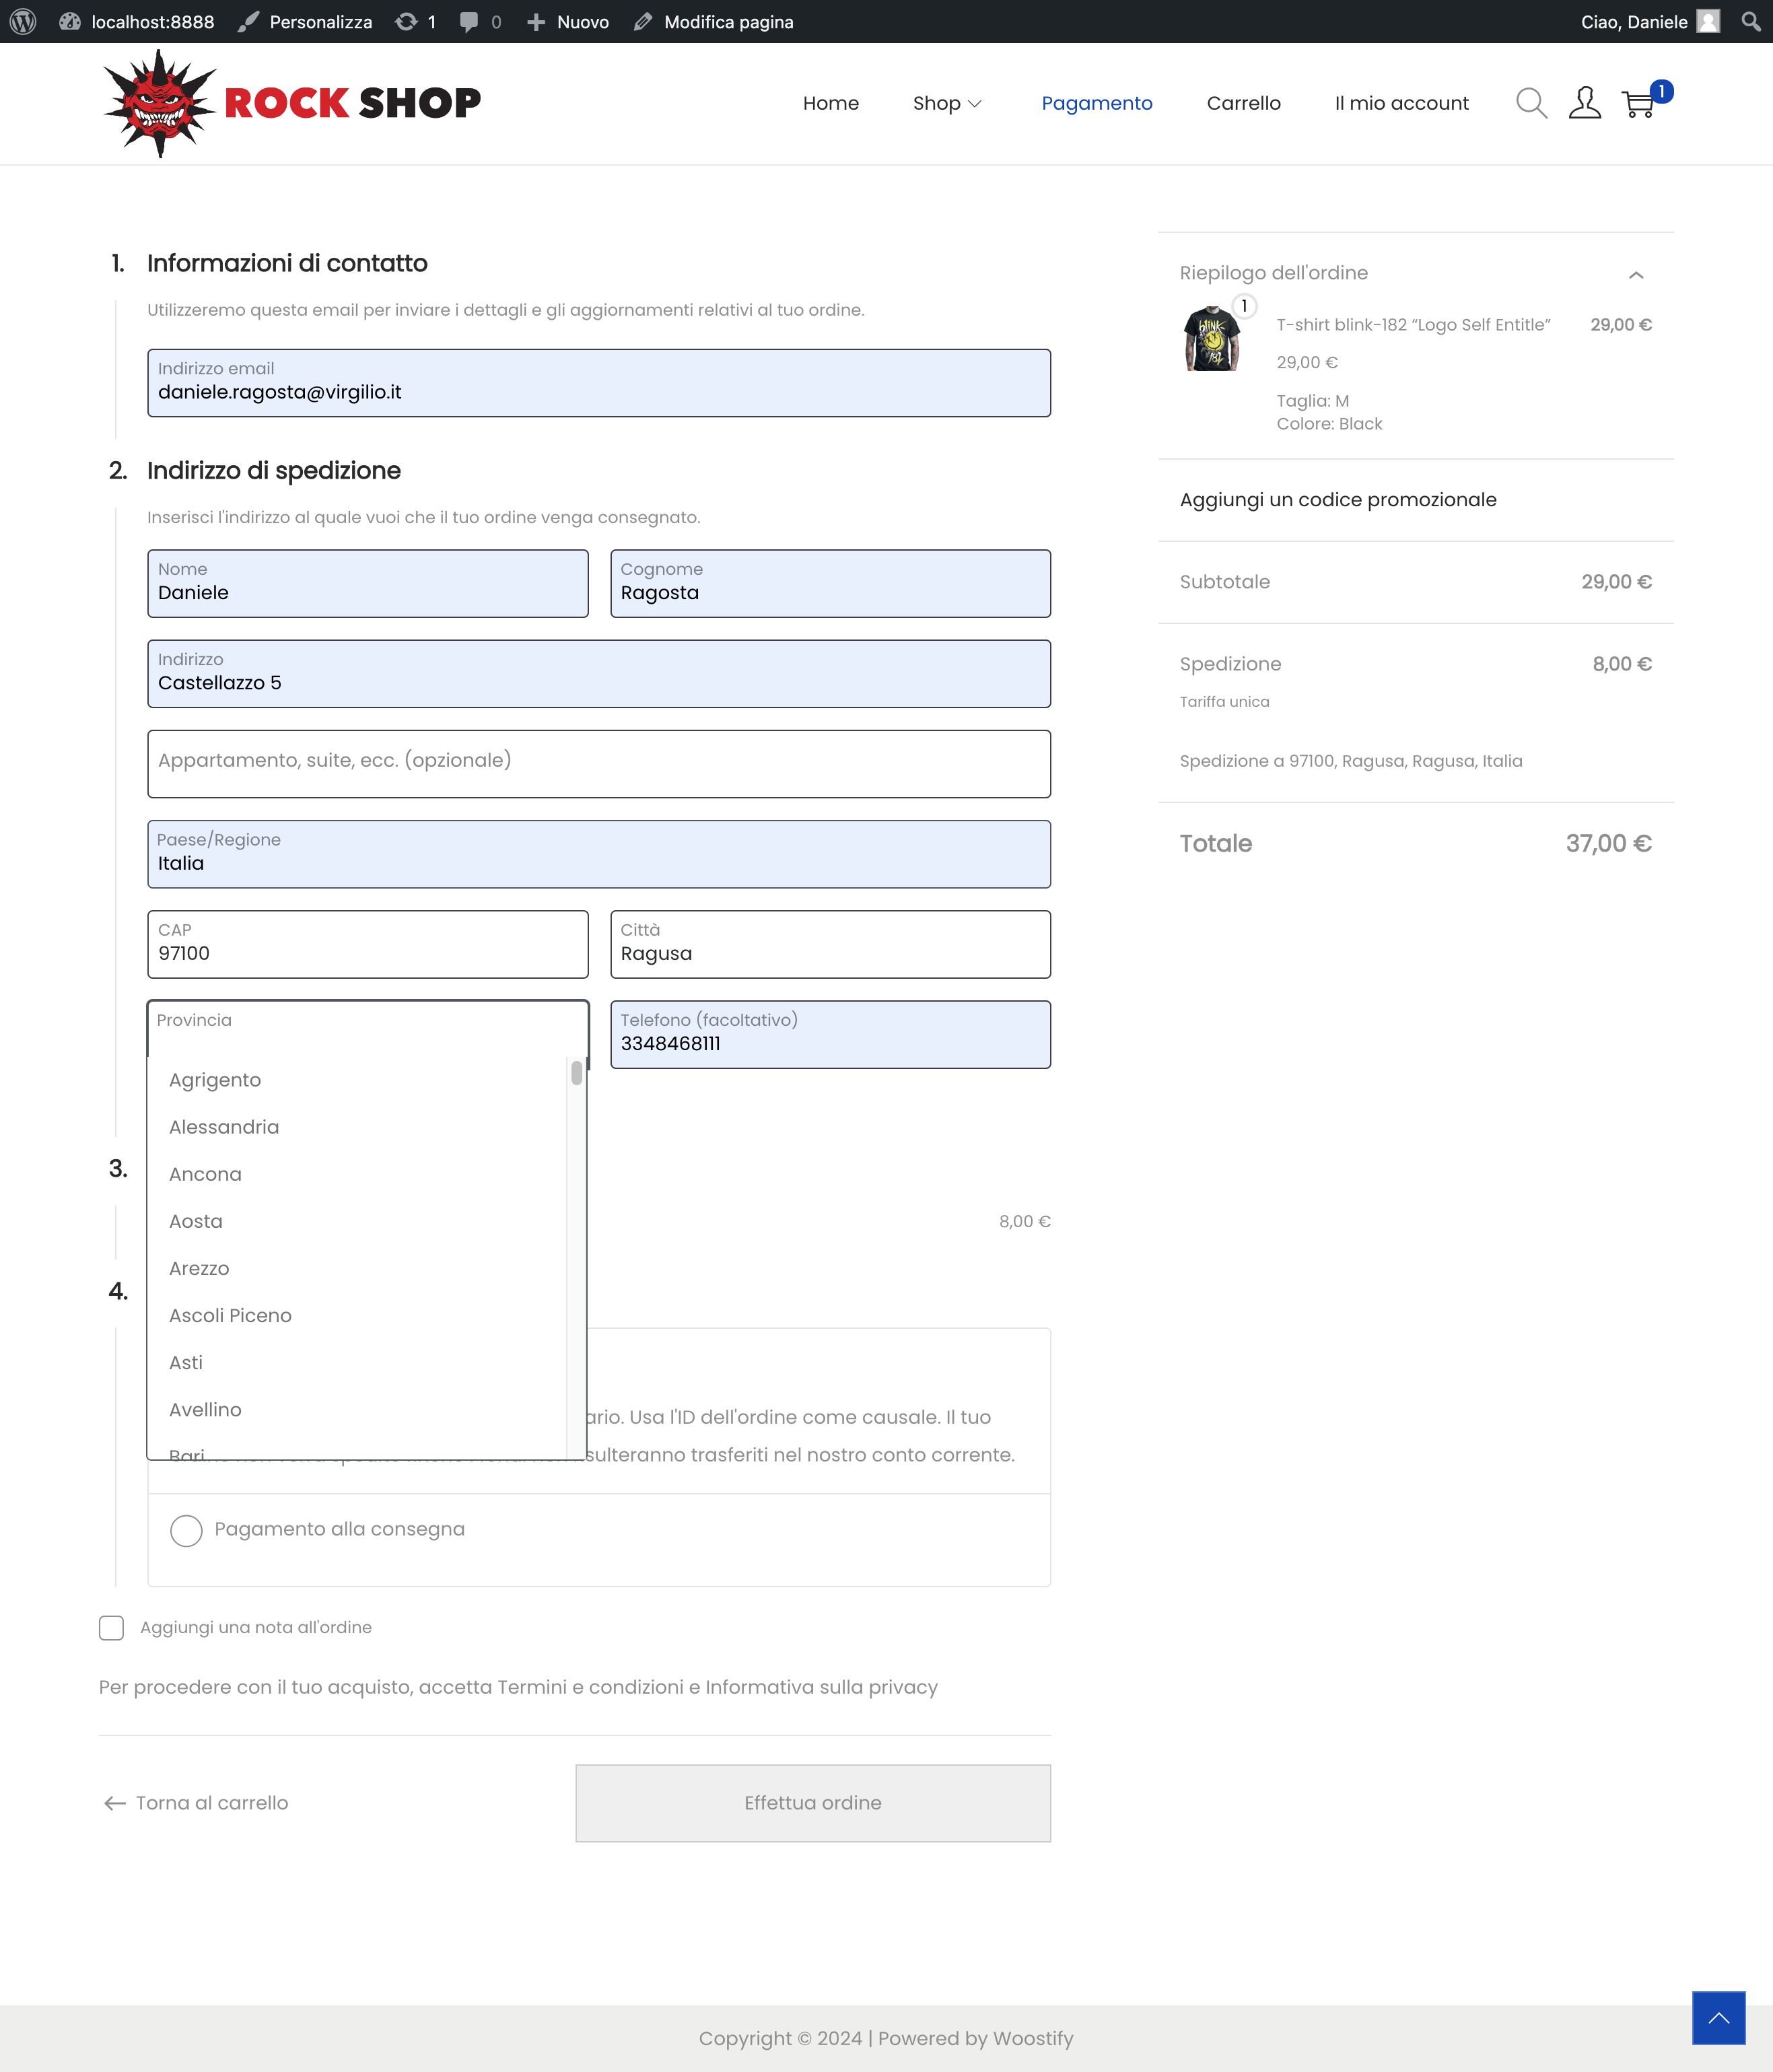 localhost:8888 Personalizza 1 0 Nuovo Modifica pagina Ciao, Daniele
ROCK SHOP
Home Shop Pagamento Carrello Il mio account 1
1. Informazioni di contatto
Utilizzeremo questa email per inviare i dettagli e gli aggiornamenti relativi al tuo ordine.
Indirizzo email
daniele.ragosta@virgilio.it
2. Indirizzo di spedizione
Inserisci l'indirizzo al quale vuoi che il tuo ordine venga consegnato.
Nome
Daniele
Cognome
Ragosta
Indirizzo
Castellazzo 5
Appartamento, suite, ecc. (opzionale)
Paese/Regione
Italia
CAP
97100
Città
Ragusa
Provincia
Telefono (facoltativo)
3348468111
Agrigento
Alessandria
Ancona
Aosta
Arezzo
Ascoli Piceno
Asti
Avellino
Bari
3.
8,00 €
4.
ario. Usa l'ID dell'ordine come causale. Il tuo
sulteranno trasferiti nel nostro conto corrente.
Pagamento alla consegna
Aggiungi una nota all'ordine
Per procedere con il tuo acquisto, accetta Termini e condizioni e Informativa sulla privacy
Torna al carrello
Effettua ordine
Riepilogo dell'ordine
1
blink-182
T-shirt blink-182 “Logo Self Entitle” 29,00 €
29,00 €
Taglia: M
Colore: Black
Aggiungi un codice promozionale
Subtotale 29,00 €
Spedizione 8,00 €
Tariffa unica
Spedizione a 97100, Ragusa, Ragusa, Italia
Totale 37,00 €
Copyright © 2024 | Powered by Woostify